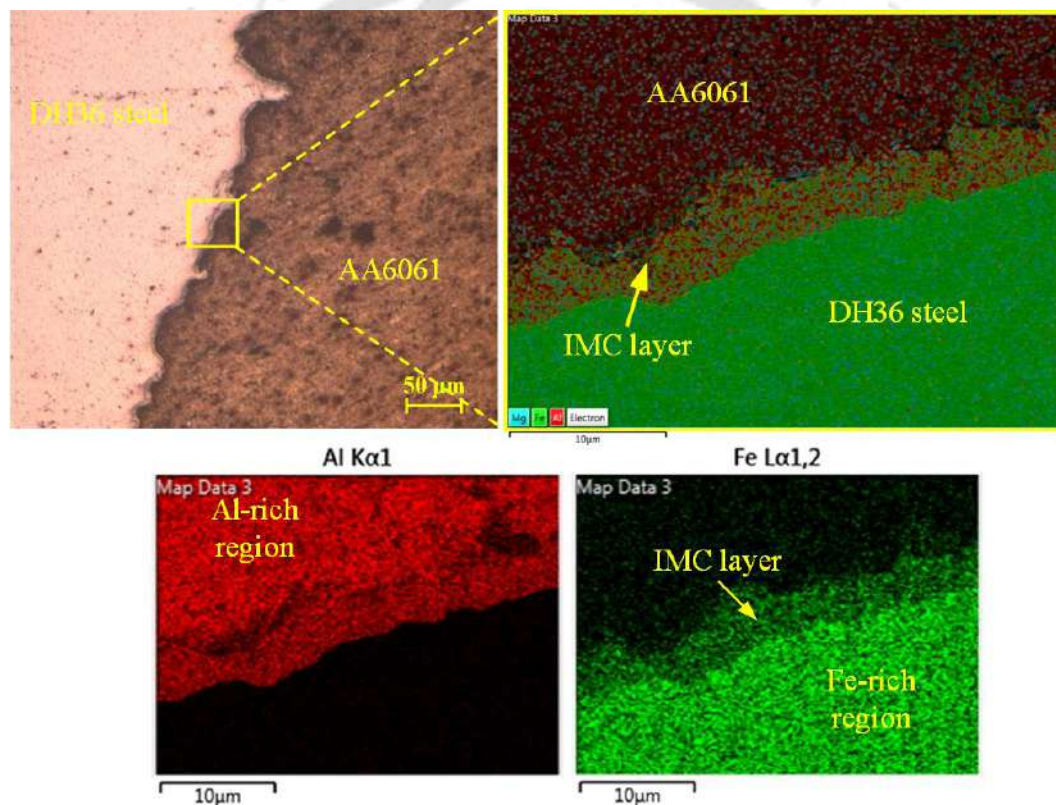 DH36 steel
AA6061
50 µm
Map Data 3
AA6061
IMC layer
DH36 steel
Mg Fe Al Electron
10µm
Al Kα1
Map Data 3
Al-rich
region
10µm
Fe Lα1,2
Map Data 3
IMC layer
Fe-rich
region
10µm